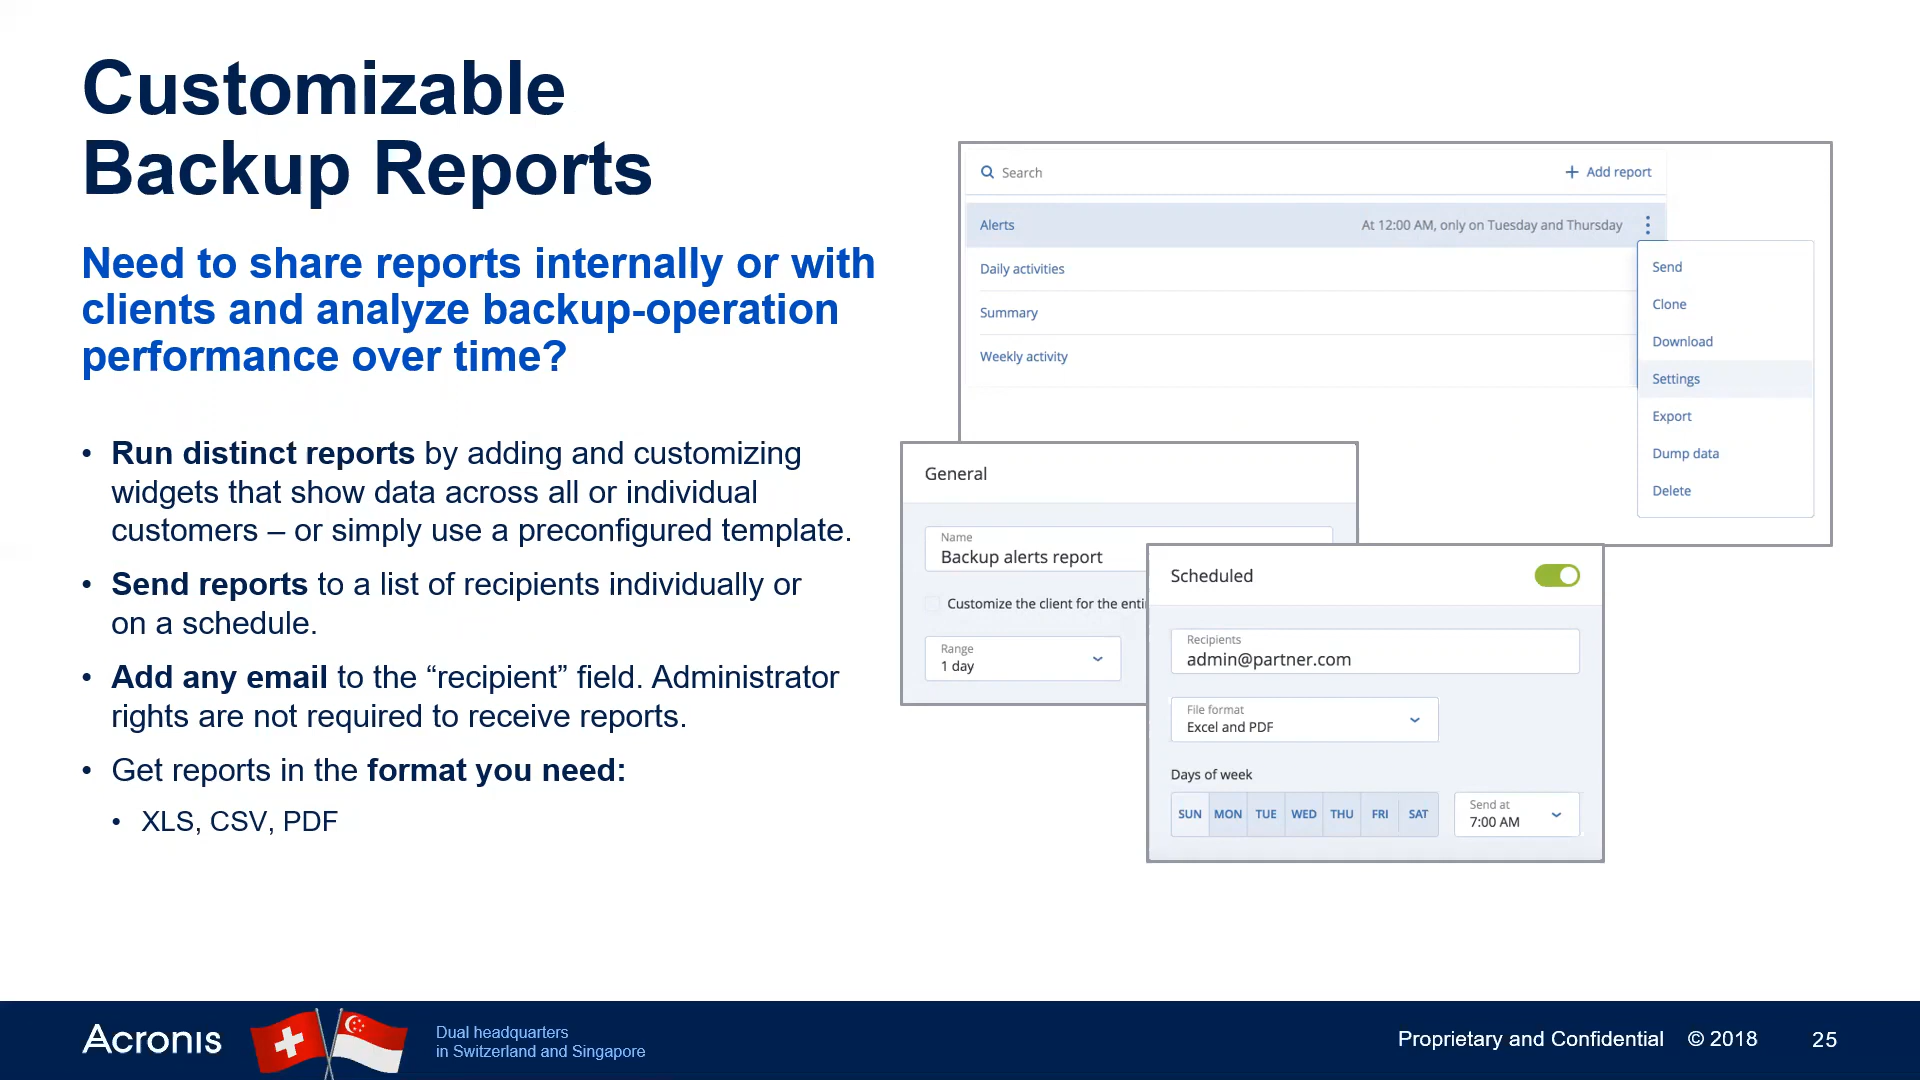 Customizable
Backup Reports
Need to share reports internally or with
clients and analyze backup-operation
performance over time?
• Run distinct reports by adding and customizing
widgets that show data across all or individual
customers – or simply use a preconfigured template.
• Send reports to a list of recipients individually or
on a schedule.
• Add any email to the “recipient” field. Administrator
rights are not required to receive reports.
• Get reports in the format you need:
• XLS, CSV, PDF
Search
+ Add report
Alerts
At 12:00 AM, only on Tuesday and Thursday
Daily activities
Summary
Weekly activity
Send
Clone
Download
Settings
Export
Dump data
Delete
General
Name
Backup alerts report
Customize the client for the enti
Range
1 day
Scheduled
Recipients
admin@partner.com
File format
Excel and PDF
Days of week
SUN MON TUE WED THU FRI SAT
Send at
7:00 AM
Acronis
Dual headquarters
in Switzerland and Singapore
Proprietary and Confidential © 2018 25